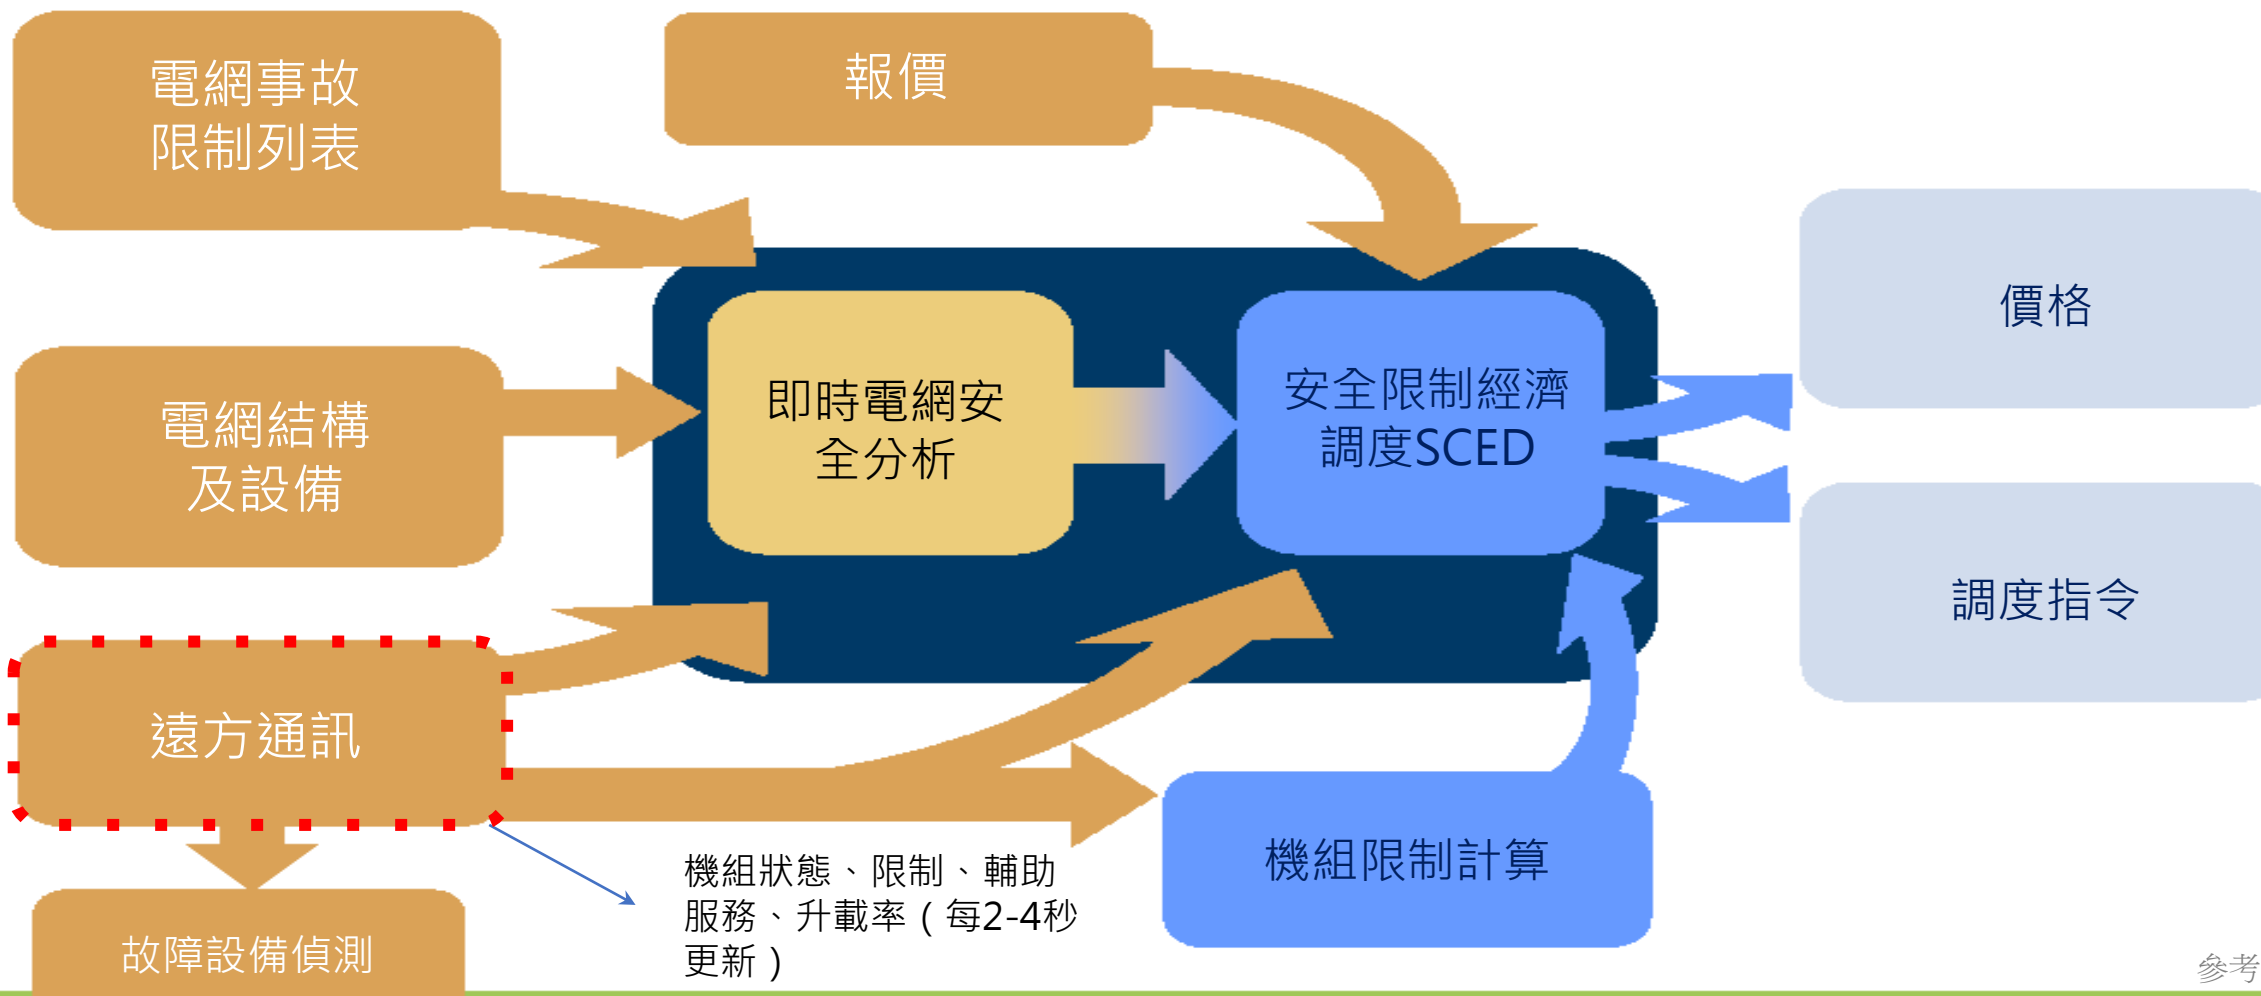 電網事故
限制列表
報價
價格
即時電網安
全分析
安全限制經濟
調度SCED
電網結構
及設備
調度指令
遠方通訊
機組限制計算
機組狀態、限制、輔助
服務、升載率（每2-4秒
更新）
故障設備偵測
參考